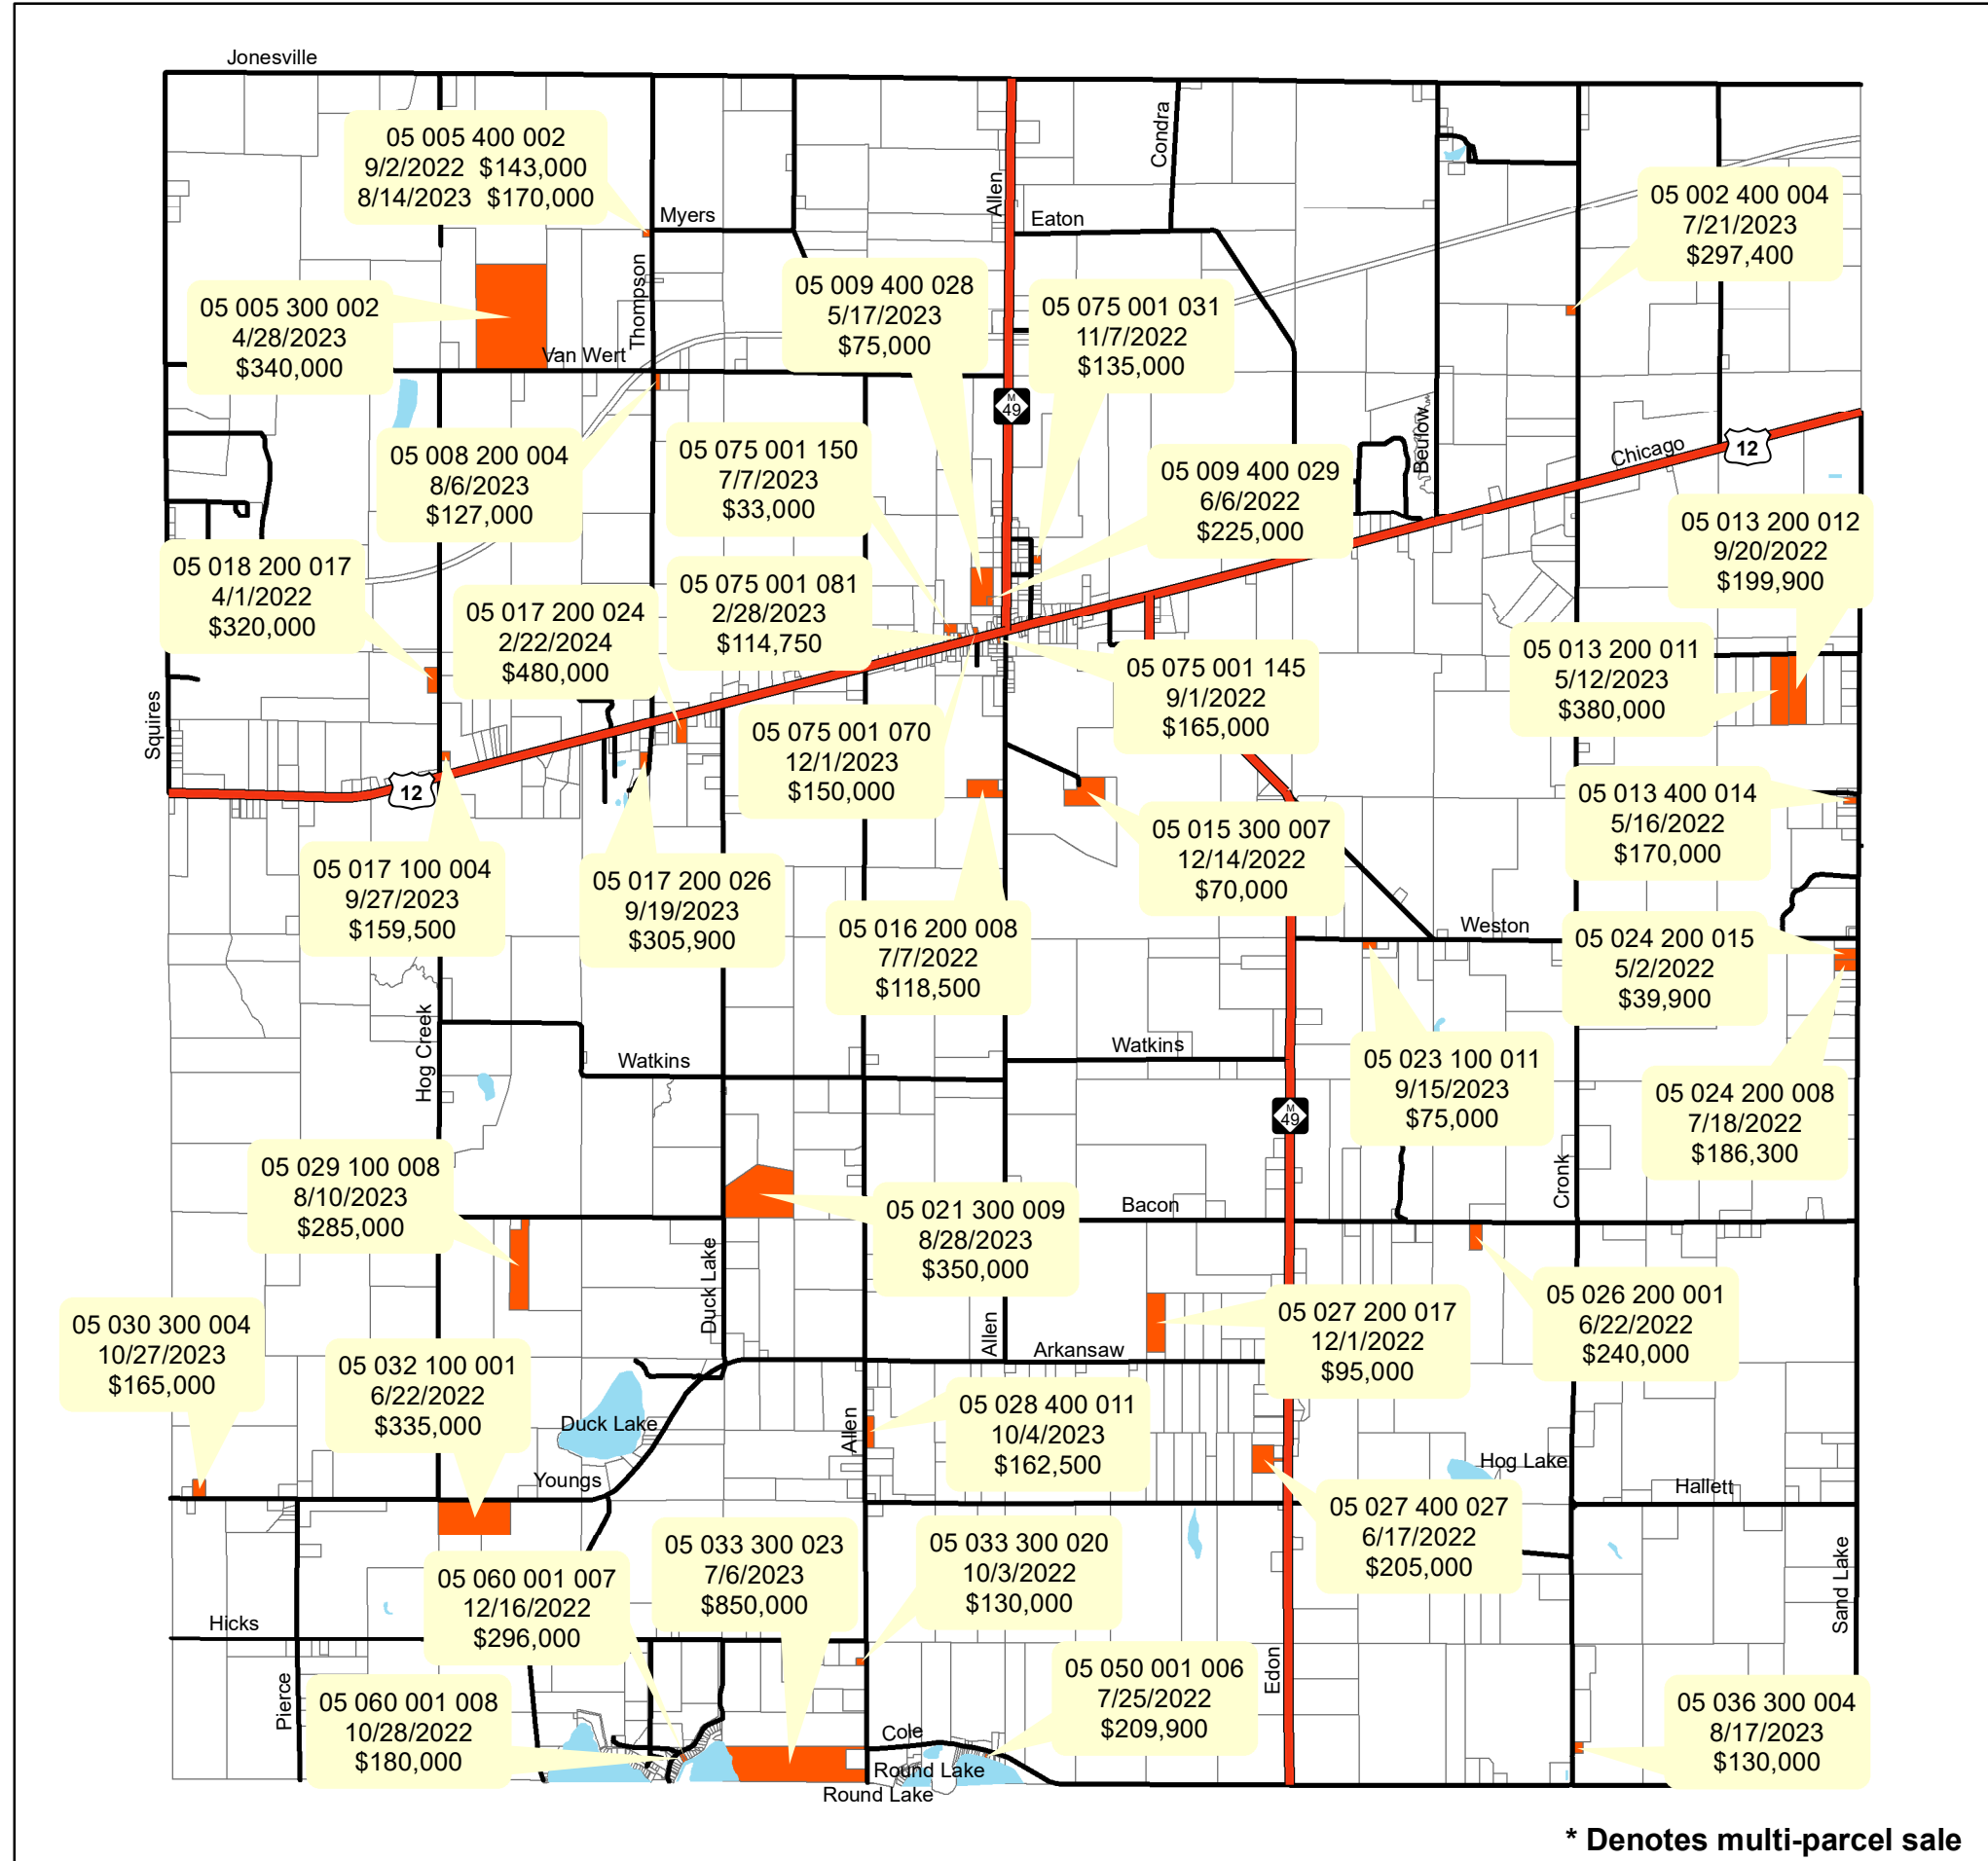 Jonesville
05 005 400 002
9/2/2022 $143,000
8/14/2023 $170,000
Condra
Allen
Myers
Eaton
05 002 400 004
7/21/2023
$297,400
Thompson
05 005 300 002
4/28/2023
$340,000
05 009 400 028
5/17/2023
$75,000
05 075 001 031
11/7/2022
$135,000
Van Wert
M
49
Beulow
Chicago
12
05 008 200 004
8/6/2023
$127,000
05 075 001 150
7/7/2023
$33,000
05 009 400 029
6/6/2022
$225,000
05 013 200 012
9/20/2022
$199,900
05 018 200 017
4/1/2022
$320,000
05 017 200 024
2/22/2024
$480,000
05 075 001 081
2/28/2023
$114,750
05 075 001 145
9/1/2022
$165,000
05 013 200 011
5/12/2023
$380,000
Squires
05 075 001 070
12/1/2023
$150,000
12
05 013 400 014
5/16/2022
$170,000
05 015 300 007
12/14/2022
$70,000
05 017 100 004
9/27/2023
$159,500
05 017 200 026
9/19/2023
$305,900
05 016 200 008
7/7/2022
$118,500
Weston
05 024 200 015
5/2/2022
$39,900
Hog Creek
Watkins
Watkins
05 023 100 011
9/15/2023
$75,000
05 024 200 008
7/18/2022
$186,300
M
49
05 029 100 008
8/10/2023
$285,000
Cronk
05 021 300 009
8/28/2023
$350,000
Bacon
Duck Lake
05 030 300 004
10/27/2023
$165,000
05 032 100 001
6/22/2022
$335,000
Allen
Arkansaw
05 027 200 017
12/1/2022
$95,000
05 026 200 001
6/22/2022
$240,000
Duck Lake
Allen
05 028 400 011
10/4/2023
$162,500
Hog Lake
Youngs
Hallett
05 027 400 027
6/17/2022
$205,000
05 060 001 007
12/16/2022
$296,000
05 033 300 023
7/6/2023
$850,000
05 033 300 020
10/3/2022
$130,000
Sand Lake
Hicks
Pierce
05 060 001 008
10/28/2022
$180,000
05 050 001 006
7/25/2022
$209,900
Edon
05 036 300 004
8/17/2023
$130,000
Cole
Round Lake
Round Lake
* Denotes multi-parcel sale